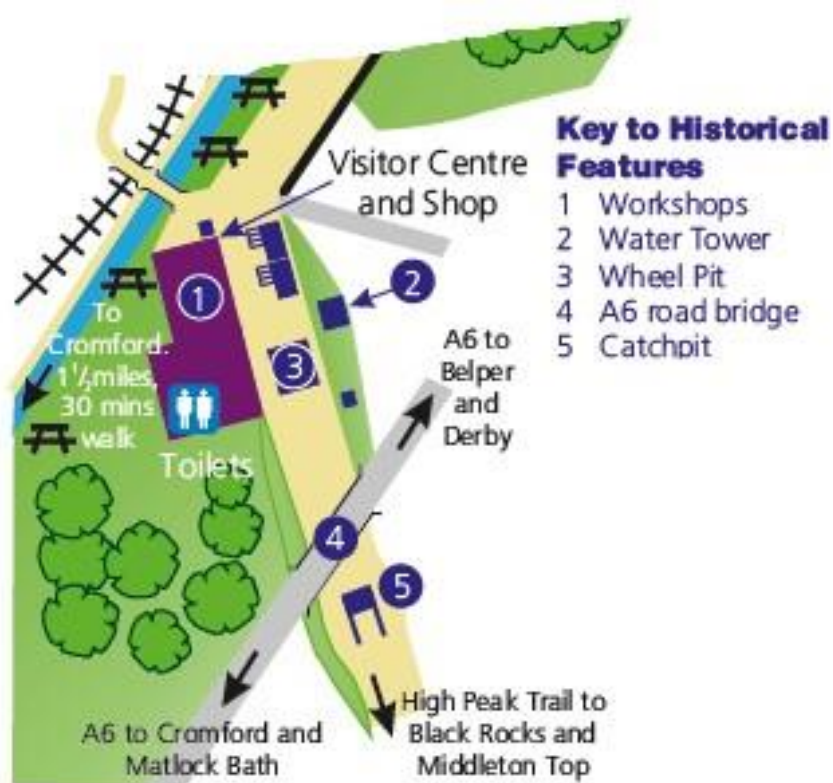 Key to Historical
Features
1 Workshops
2 Water Tower
3 Wheel Pit
4 A6 road bridge
5 Catchpit
Visitor Centre
and Shop
1
2
3
To
Cromford.
1½miles,
30 mins
walk
Toilets
A6 to
Belper
and
Derby
4
5
A6 to Cromford and
Matlock Bath
High Peak Trail to
Black Rocks and
Middleton Top